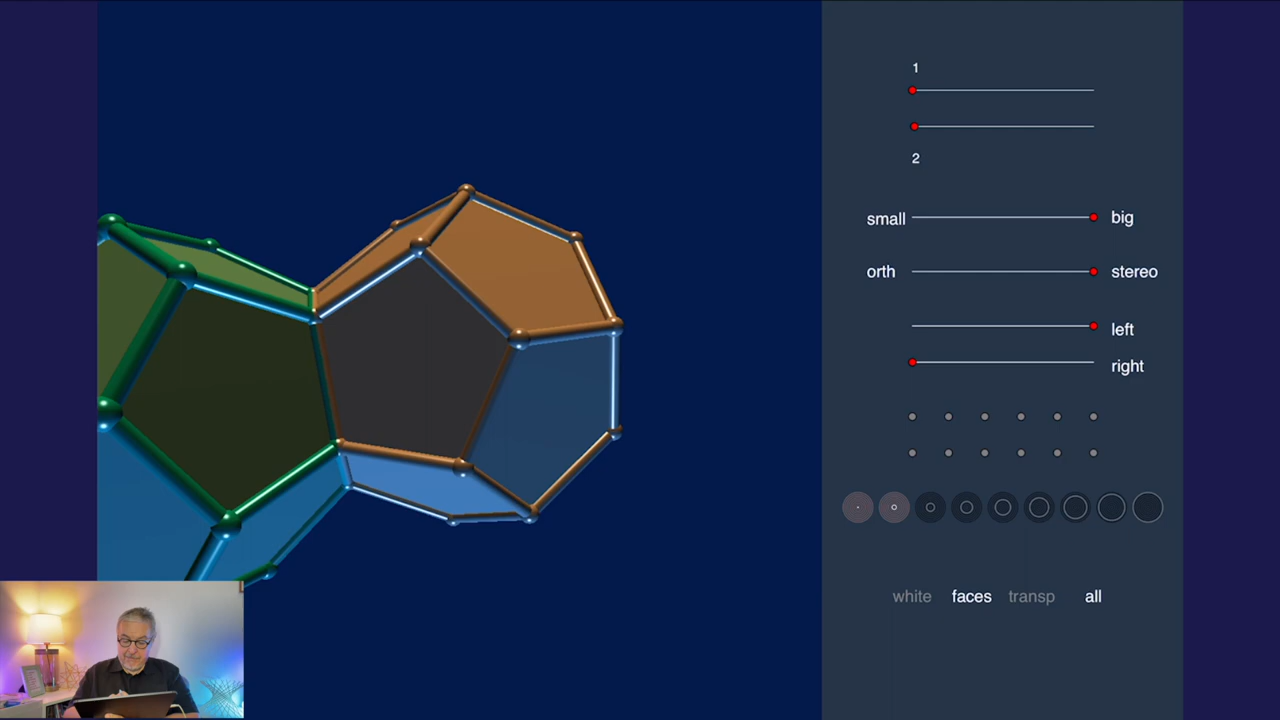 1
2
small big
orth stereo
left
right
white faces transp all